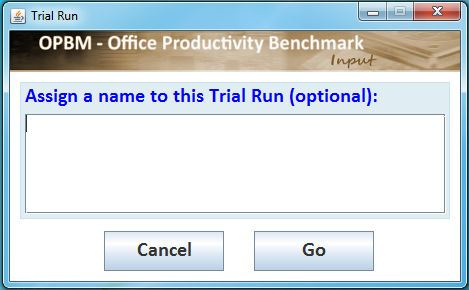 Trial Run
OPBM - Office Productivity Benchmark
Input
Assign a name to this Trial Run (optional):
Cancel
Go